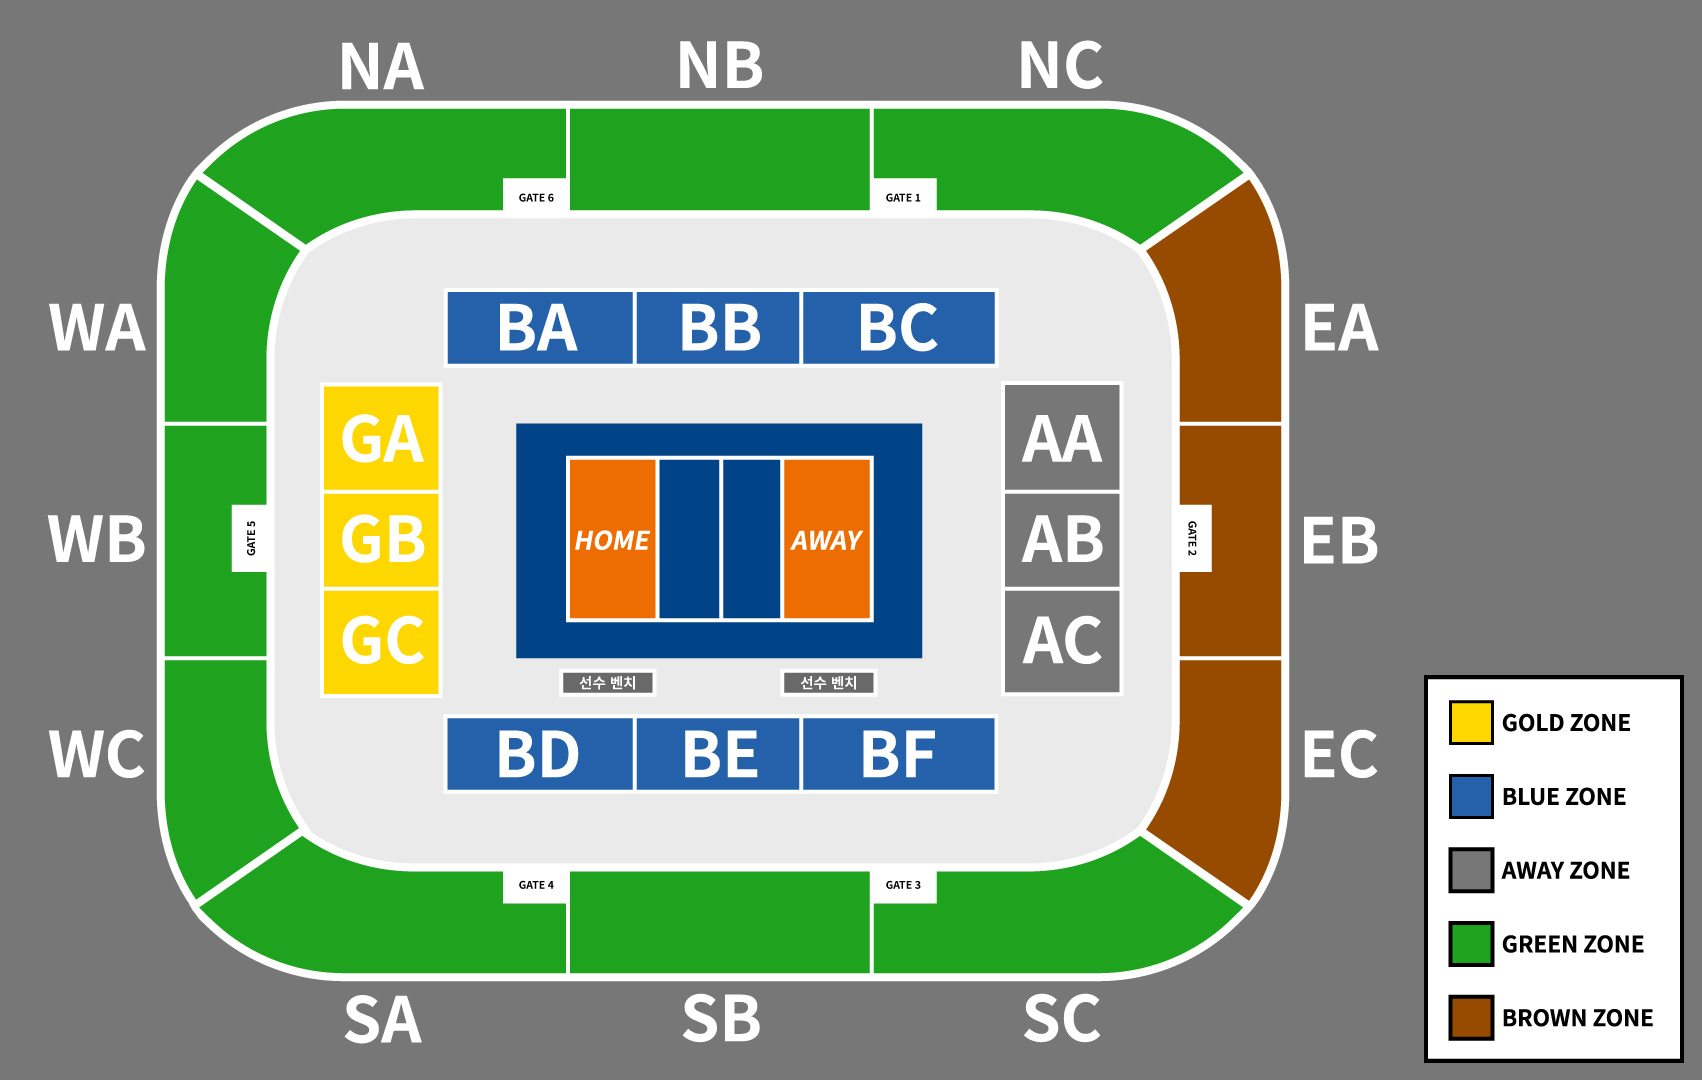 NA
NB
NC
GATE 6
GATE 1
WA
BA
BB
BC
EA
GA
AA
WB
GATE 5
GB
HOME
AWAY
AB
GATE 2
EB
GC
AC
선수 벤치
선수 벤치
WC
BD
BE
BF
EC
GATE 4
GATE 3
SA
SB
SC
GOLD ZONE
BLUE ZONE
AWAY ZONE
GREEN ZONE
BROWN ZONE